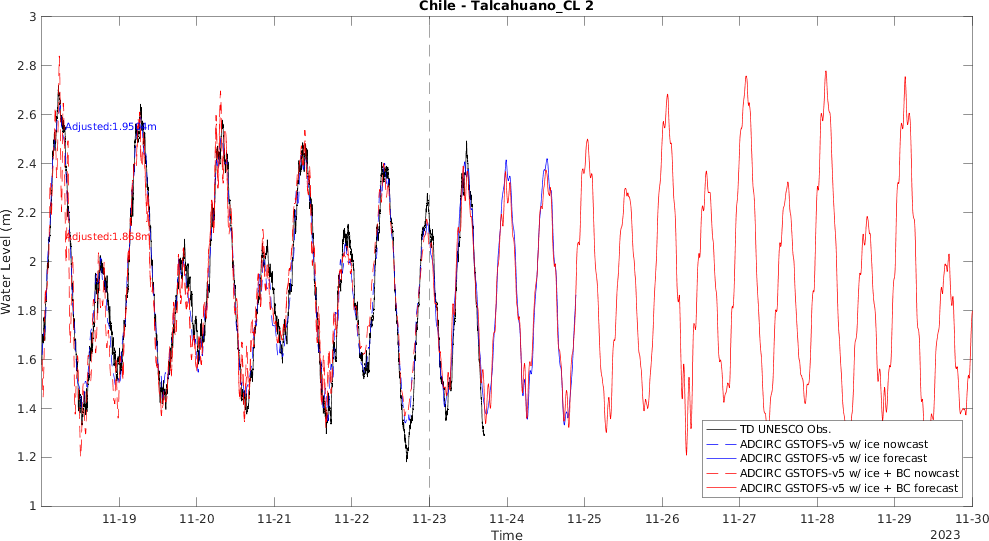 Chile - Talcahuano_CL 2
3
2.8
2.6
2.4
2.2
2
1.8
1.6
1.4
1.2
1
Water Level (m)
Adjusted:
Adjusted:1.868m
TD UNESCO Obs.
ADCIRC GSTOFS-v5 w/ ice nowcast
ADCIRC GSTOFS-v5 w/ ice forecast
ADCIRC GSTOFS-v5 w/ ice + BC nowcast
ADCIRC GSTOFS-v5 w/ ice + BC forecast
11-19 11-20 11-21 11-22 11-23 11-24 11-25 11-26 11-27 11-28 11-29 11-30
Time
2023